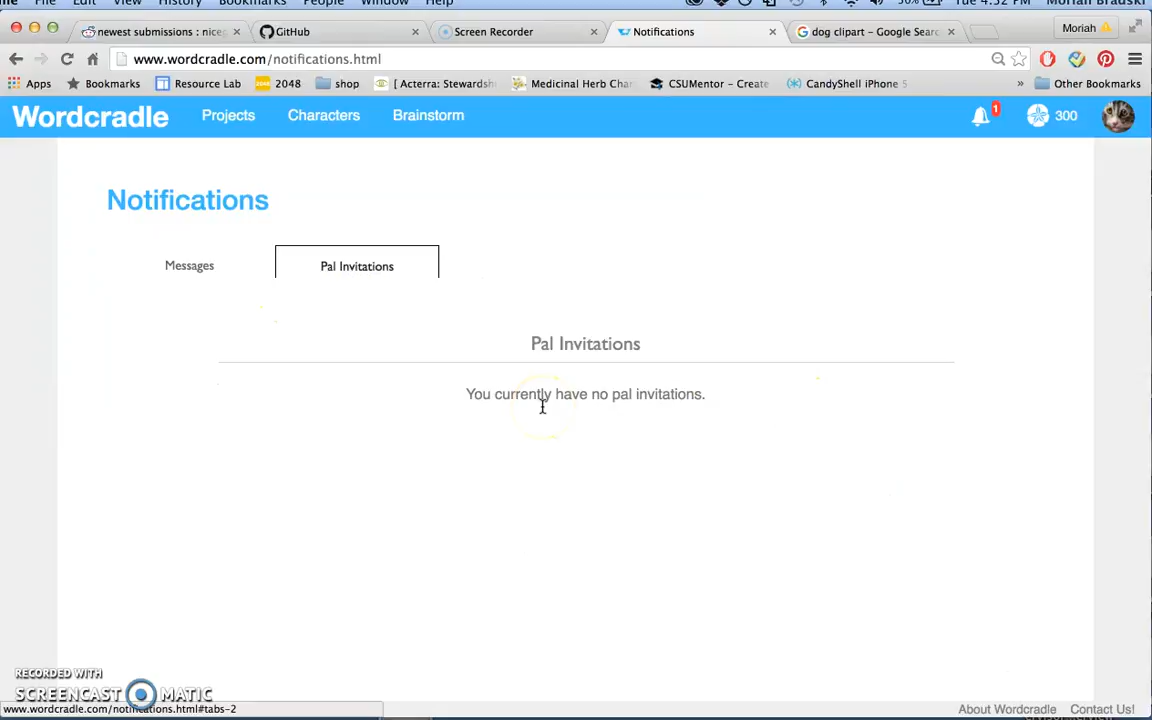 File Edit View History Bookmarks People Window Help Tue 4:32 PM Moriah Bradski
newest submissions : nice GitHub Screen Recorder Notifications dog clipart - Google Sear Moriah
www.wordcradle.com/notifications.html
Apps Bookmarks Resource Lab 2048 shop [ Acterra: Stewardsh Medicinal Herb Char CSUMentor - Create CandyShell iPhone 5 » Other Bookmarks
Wordcradle Projects Characters Brainstorm 1 300
Notifications
Messages Pal Invitations
Pal Invitations
You currently have no pal invitations.
RECORDED WITH
SCREENCAST MATIC
www.wordcradle.com/notifications.html#tabs-2
About Wordcradle Contact Us!